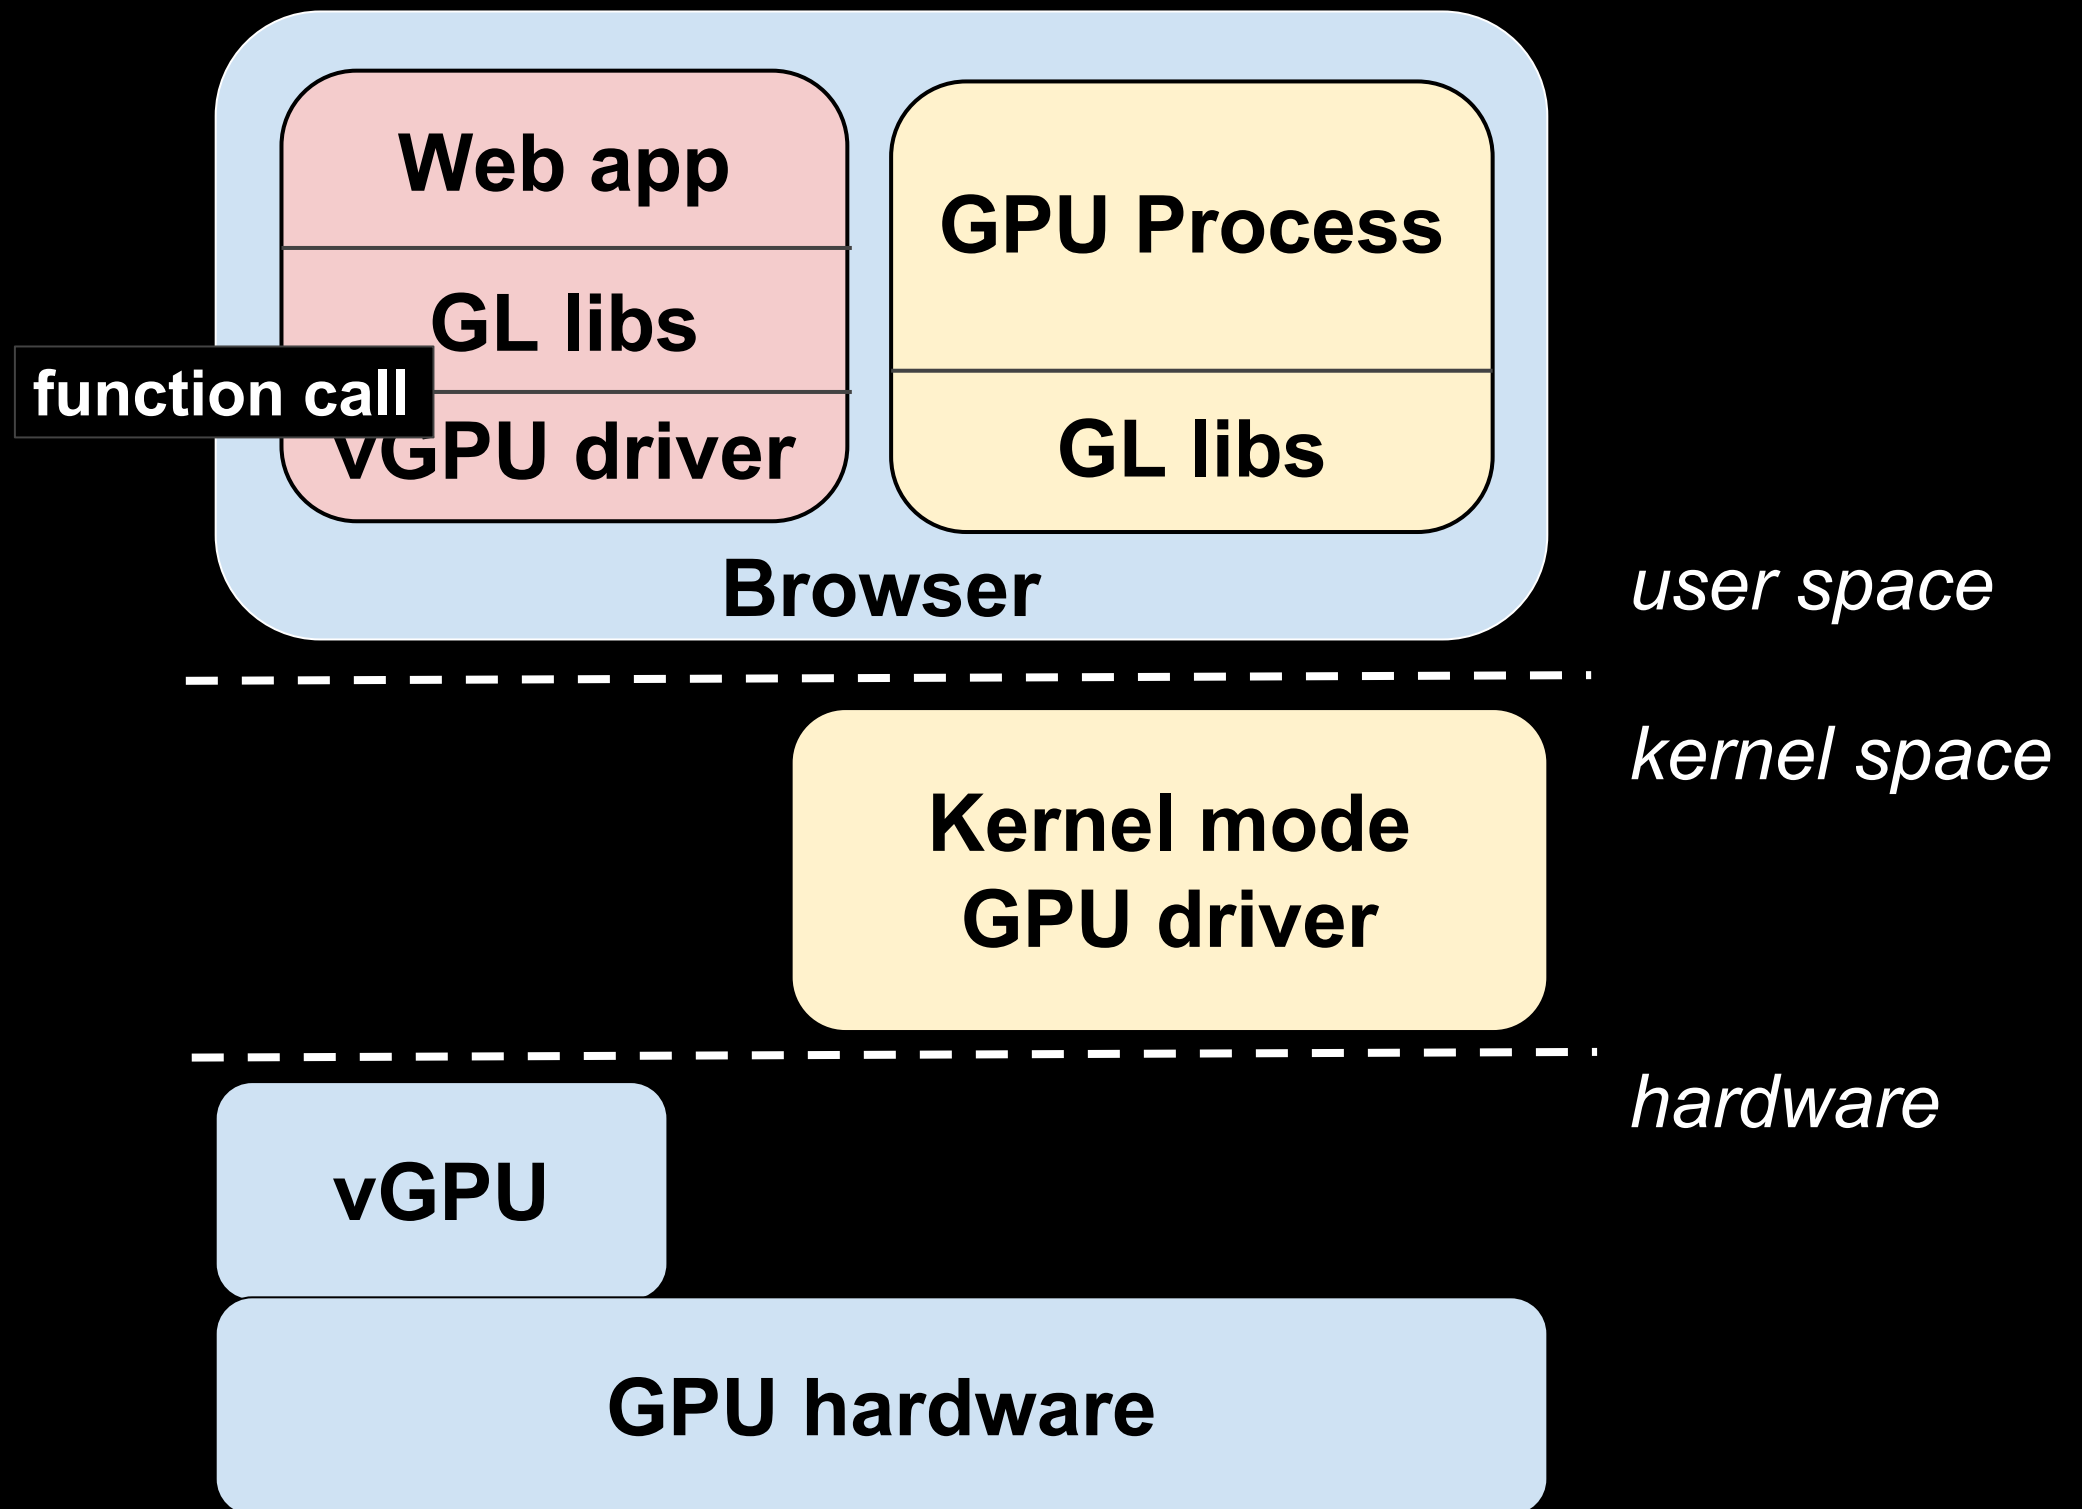 Web app
GL libs
function call
vGPU driver
GPU Process
GL libs
Browser
user space
kernel space
Kernel mode
GPU driver
hardware
vGPU
GPU hardware